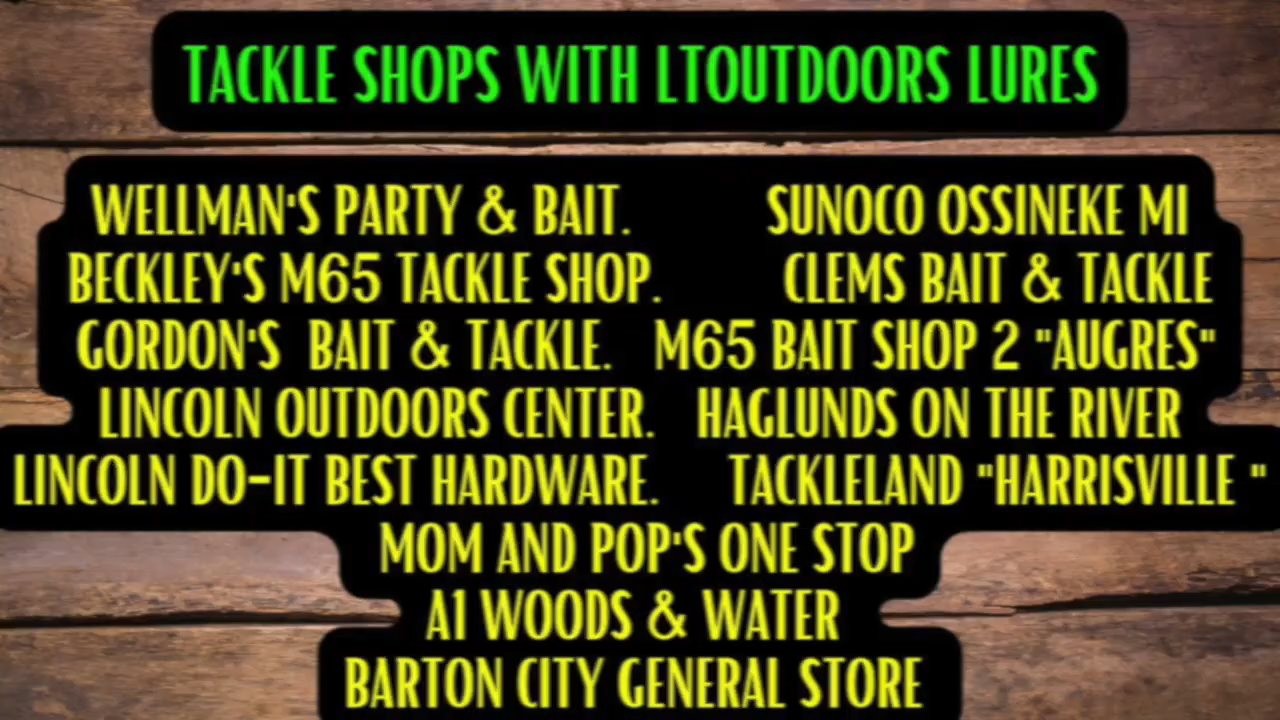 TACKLE SHOPS WITH LTOUTDOORS LURES
WELLMAN'S PARTY & BAIT. SUNOCO OSSINEKE MI
BECKLEY'S M65 TACKLE SHOP. CLEMS BAIT & TACKLE
GORDON'S BAIT & TACKLE. M65 BAIT SHOP 2 "AUGRES"
LINCOLN OUTDOORS CENTER. HAGLUNDS ON THE RIVER
LINCOLN DO-IT BEST HARDWARE. TACKLELAND "HARRISVILLE "
MOM AND POP'S ONE STOP
A1 WOODS & WATER
BARTON CITY GENERAL STORE